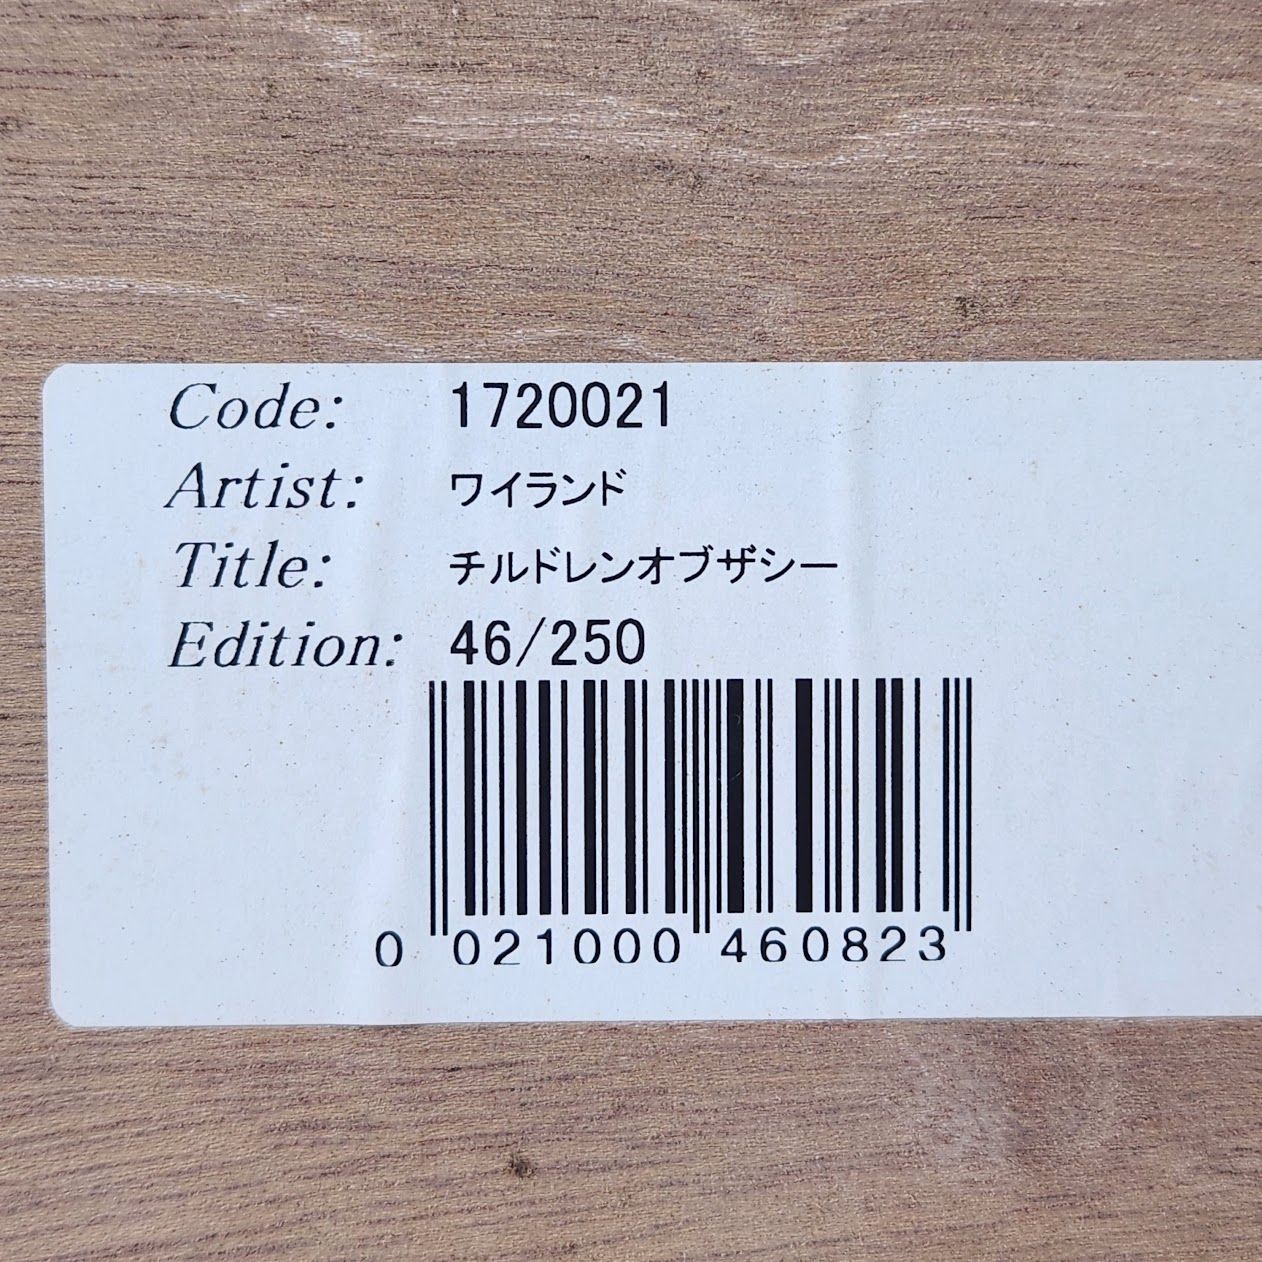 Code: 1720021
Artist: ワイランド
Title: チルドレンオブザシー
Edition: 46/250
0 021000 460823